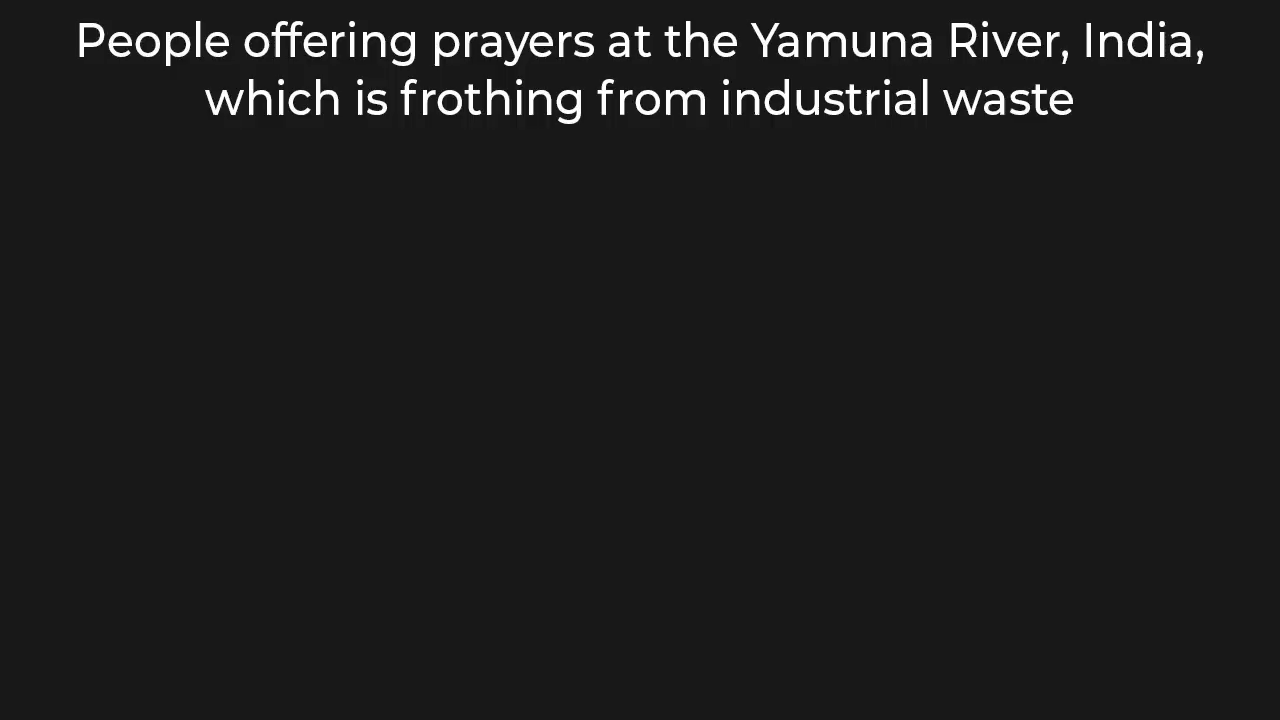 People offering prayers at the Yamuna River, India,
which is frothing from industrial waste